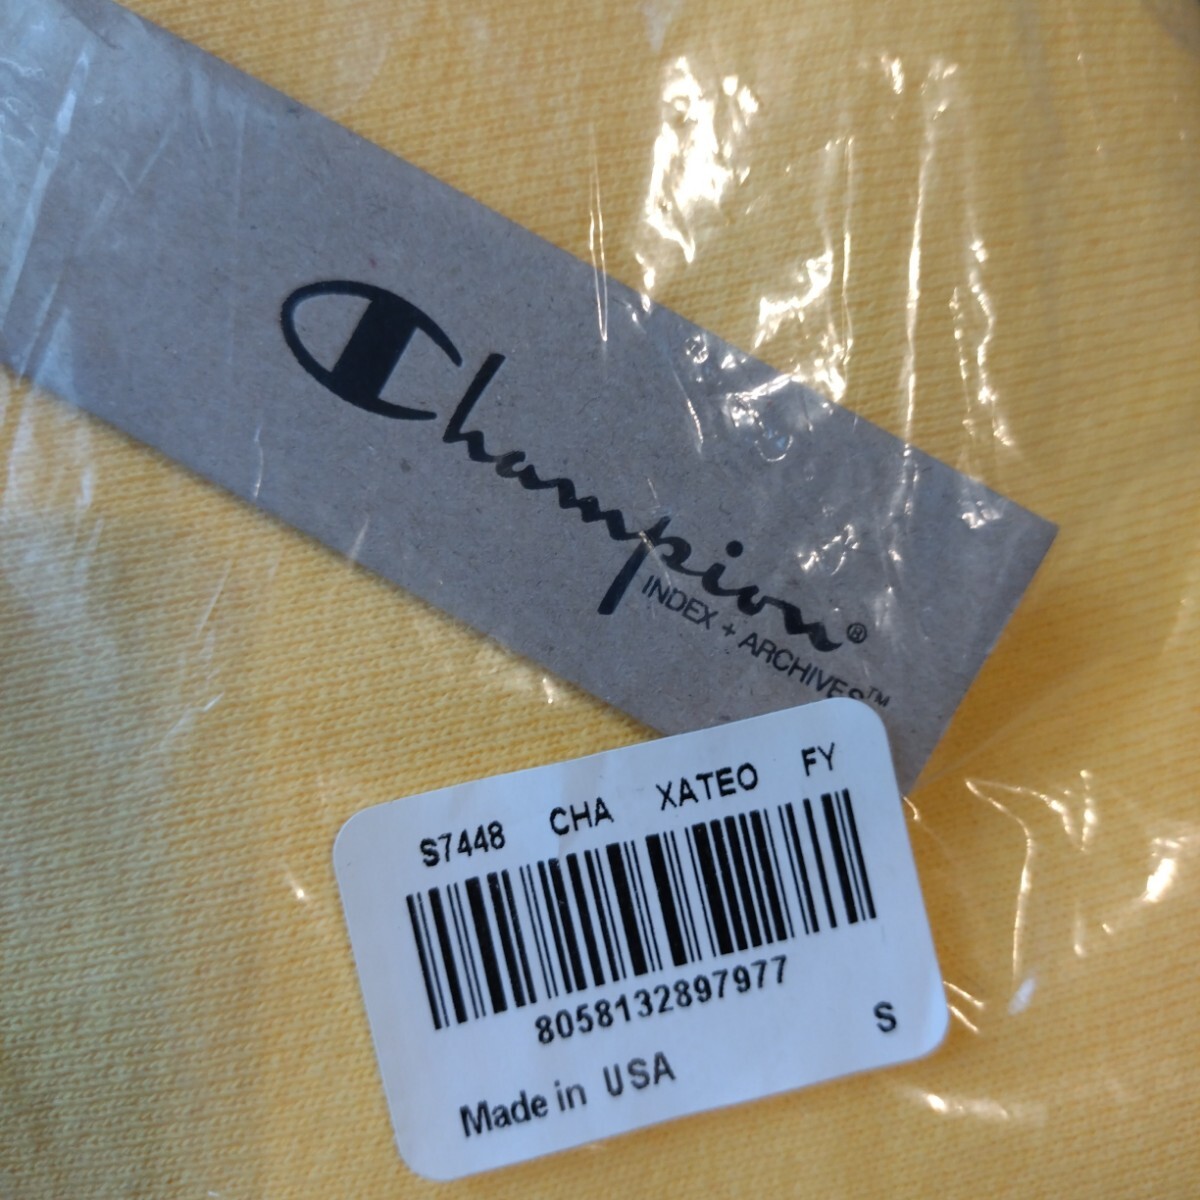 Champion®
INDEX + ARCHIVES™
S7448 CHA XATEO FY
8058132897977
S
Made in USA